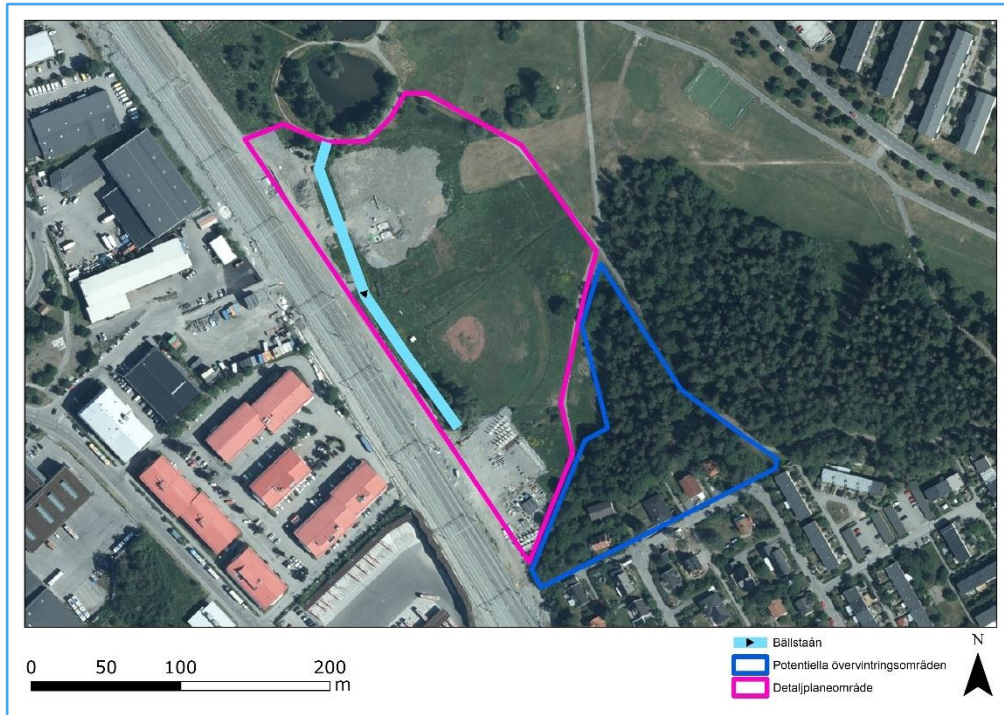 0 50 100 200
m
Bällstaån
Potentiella övervintringsområden
Detaljplaneområde
N